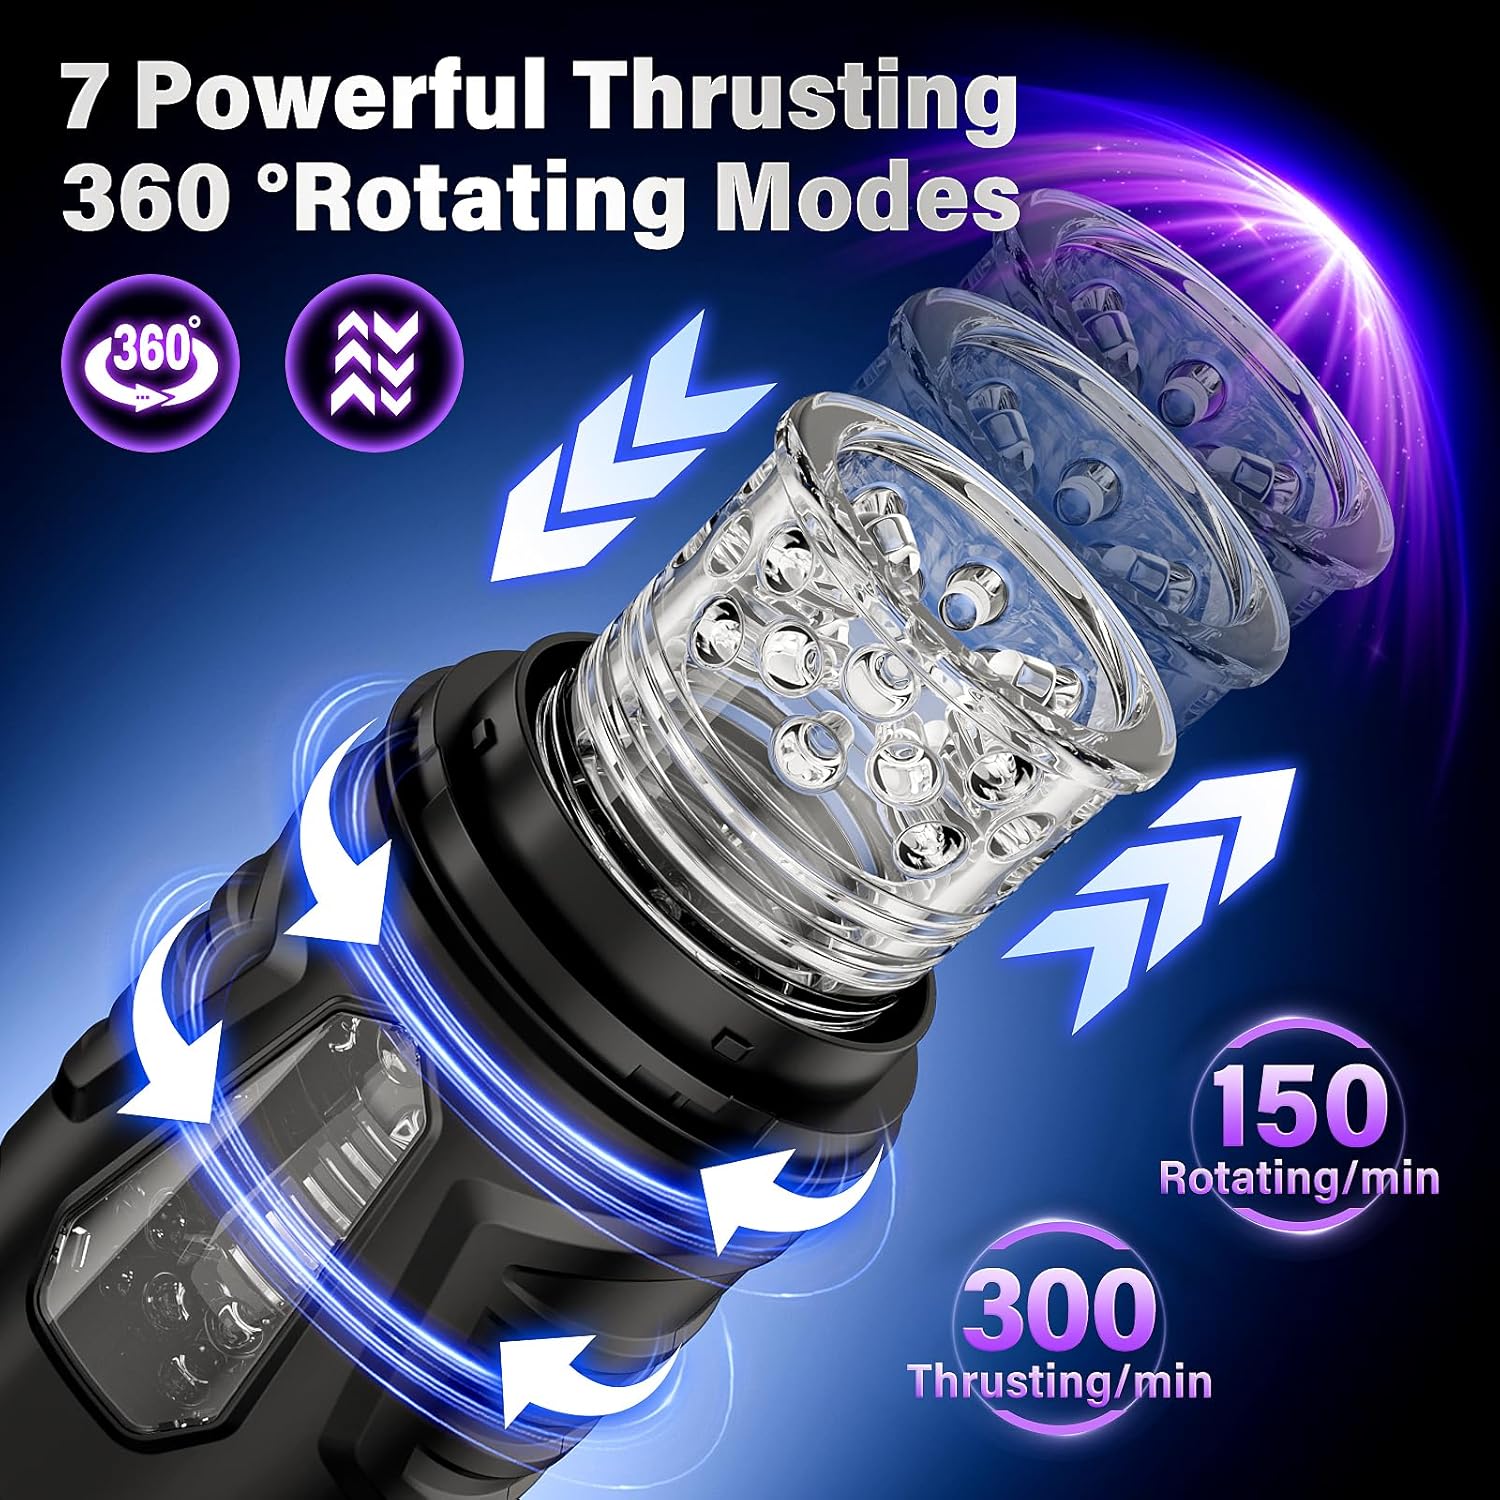 7 Powerful Thrusting
360 °Rotating Modes
360°
150
Rotating/min
300
Thrusting/min